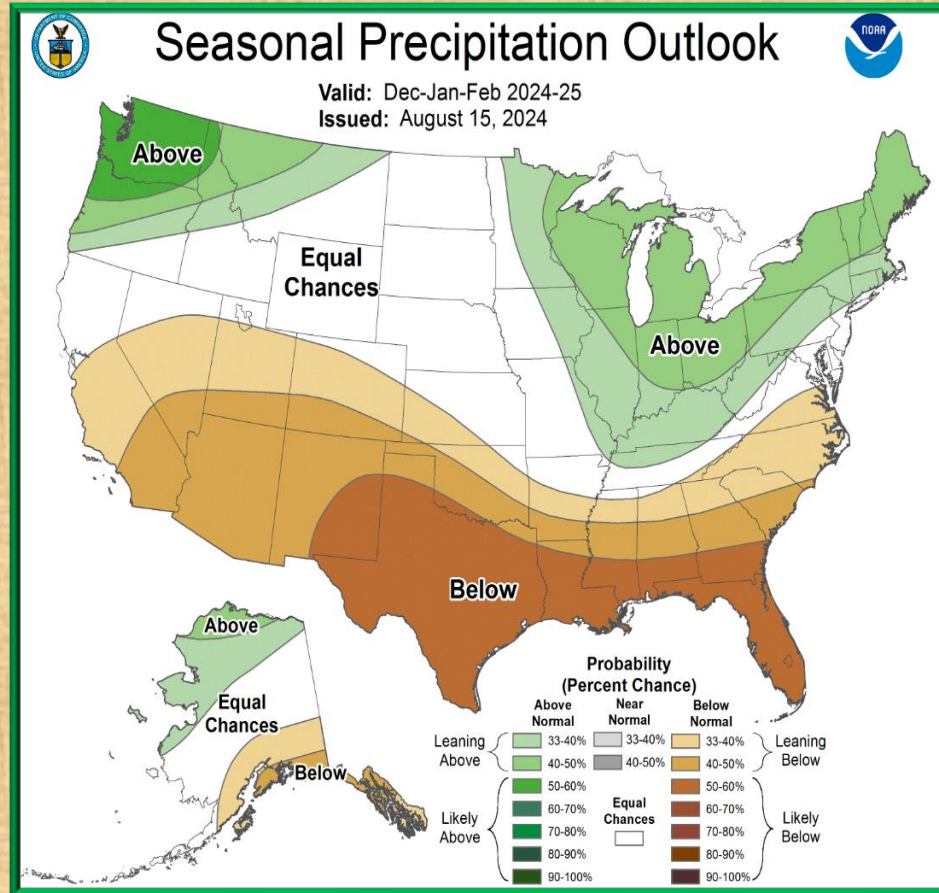 Seasonal Precipitation Outlook
NOAA
Valid: Dec-Jan-Feb 2024-25
Issued: August 15, 2024
Above
Equal
Chances
Above
Below
Above
Equal
Chances
Below
Probability
(Percent Chance)
Above
Normal
Near
Normal
Below
Normal
Leaning
Above
33-40%
33-40%
33-40%
Leaning
Below
40-50%
40-50%
40-50%
Likely
Above
50-60%
50-60%
Likely
Below
60-70%
60-70%
Equal
Chances
70-80%
70-80%
80-90%
80-90%
90-100%
90-100%